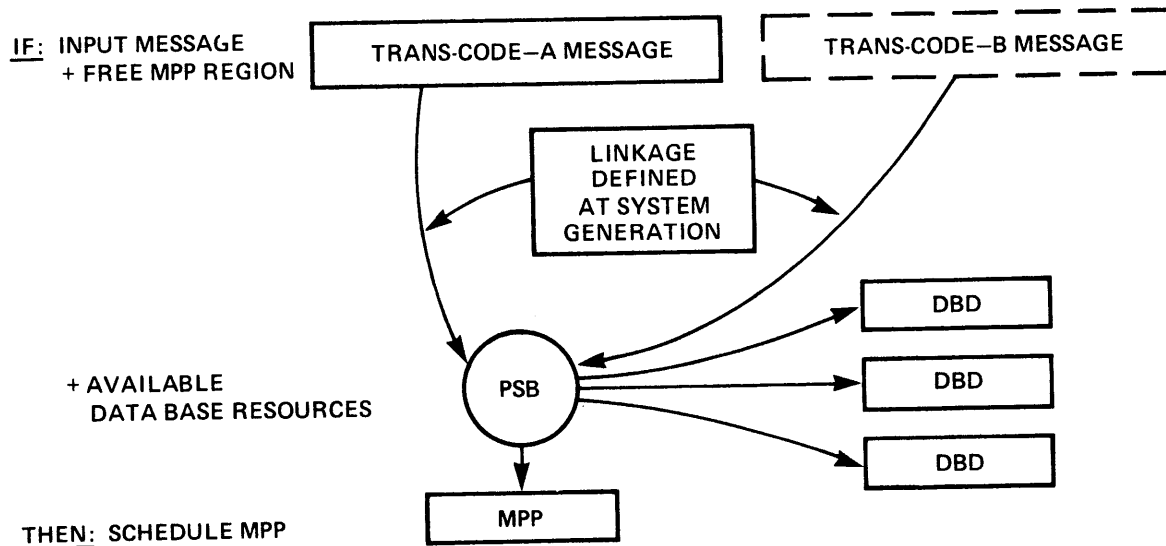 IF: INPUT MESSAGE
+ FREE MPP REGION
TRANS-CODE–A MESSAGE
TRANS-CODE–B MESSAGE
LINKAGE
DEFINED
AT SYSTEM
GENERATION
DBD
+ AVAILABLE
DATA BASE RESOURCES
PSB
DBD
DBD
MPP
THEN: SCHEDULE MPP